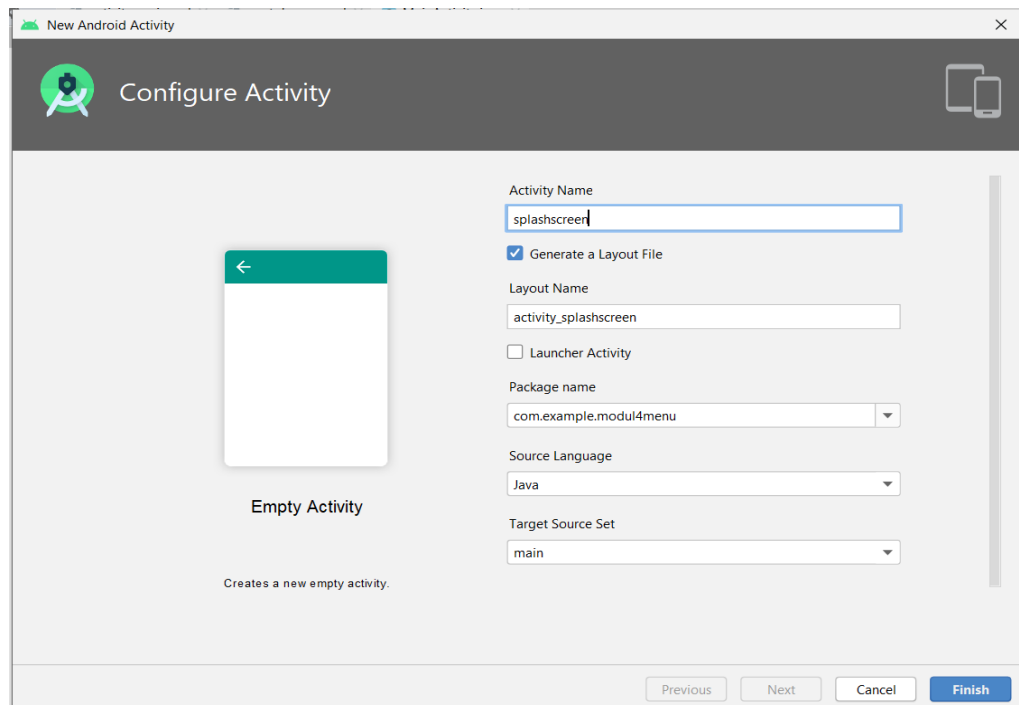 New Android Activity
Configure Activity
Activity Name
splashscreen
Generate a Layout File
Layout Name
activity_splashscreen
Launcher Activity
Package name
com.example.modul4menu
Source Language
Java
Target Source Set
main
Empty Activity
Creates a new empty activity.
Previous Next Cancel Finish